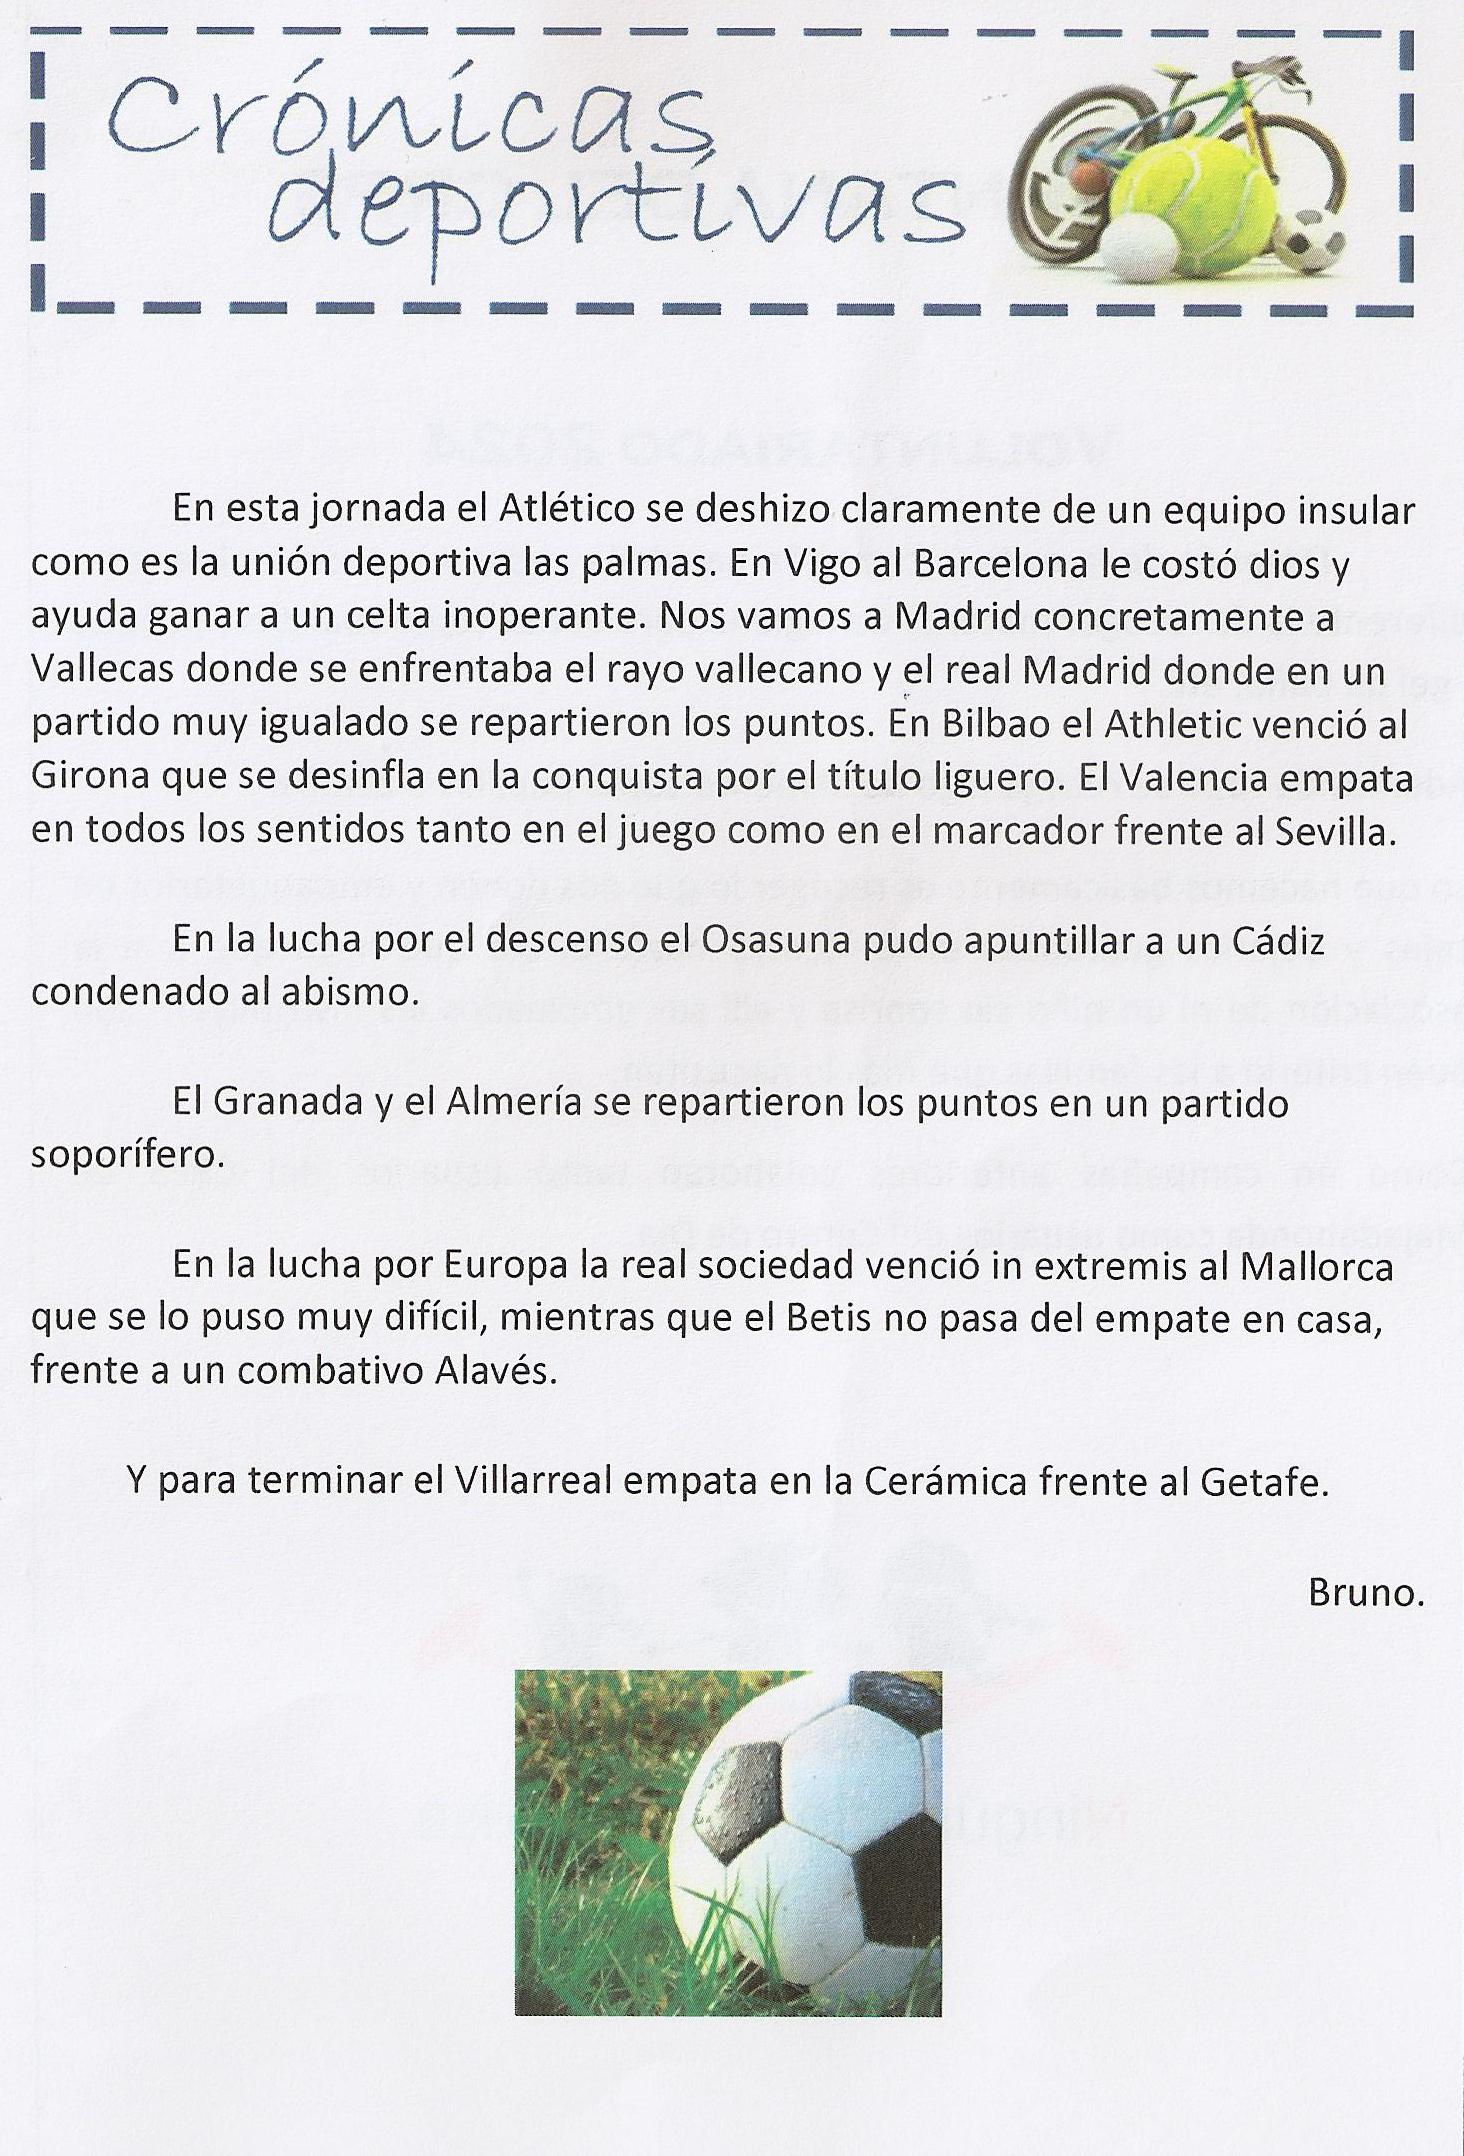 Crónicas
deportivas
En esta jornada el Atlético se deshizo claramente de un equipo insular
como es la unión deportiva las palmas. En Vigo al Barcelona le costó dios y
ayuda ganar a un celta inoperante. Nos vamos a Madrid concretamente a
Vallecas donde se enfrentaba el rayo vallecano y el real Madrid donde en un
partido muy igualado se repartieron los puntos. En Bilbao el Athletic venció al
Girona que se desinfla en la conquista por el título liguero. El Valencia empata
en todos los sentidos tanto en el juego como en el marcador frente al Sevilla.
En la lucha por el descenso el Osasuna pudo apuntillar a un Cádiz
condenado al abismo.
El Granada y el Almería se repartieron los puntos en un partido
soporífero.
En la lucha por Europa la real sociedad venció in extremis al Mallorca
que se lo puso muy difícil, mientras que el Betis no pasa del empate en casa,
frente a un combativo Alavés.
Y para terminar el Villarreal empata en la Cerámica frente al Getafe.
Bruno.